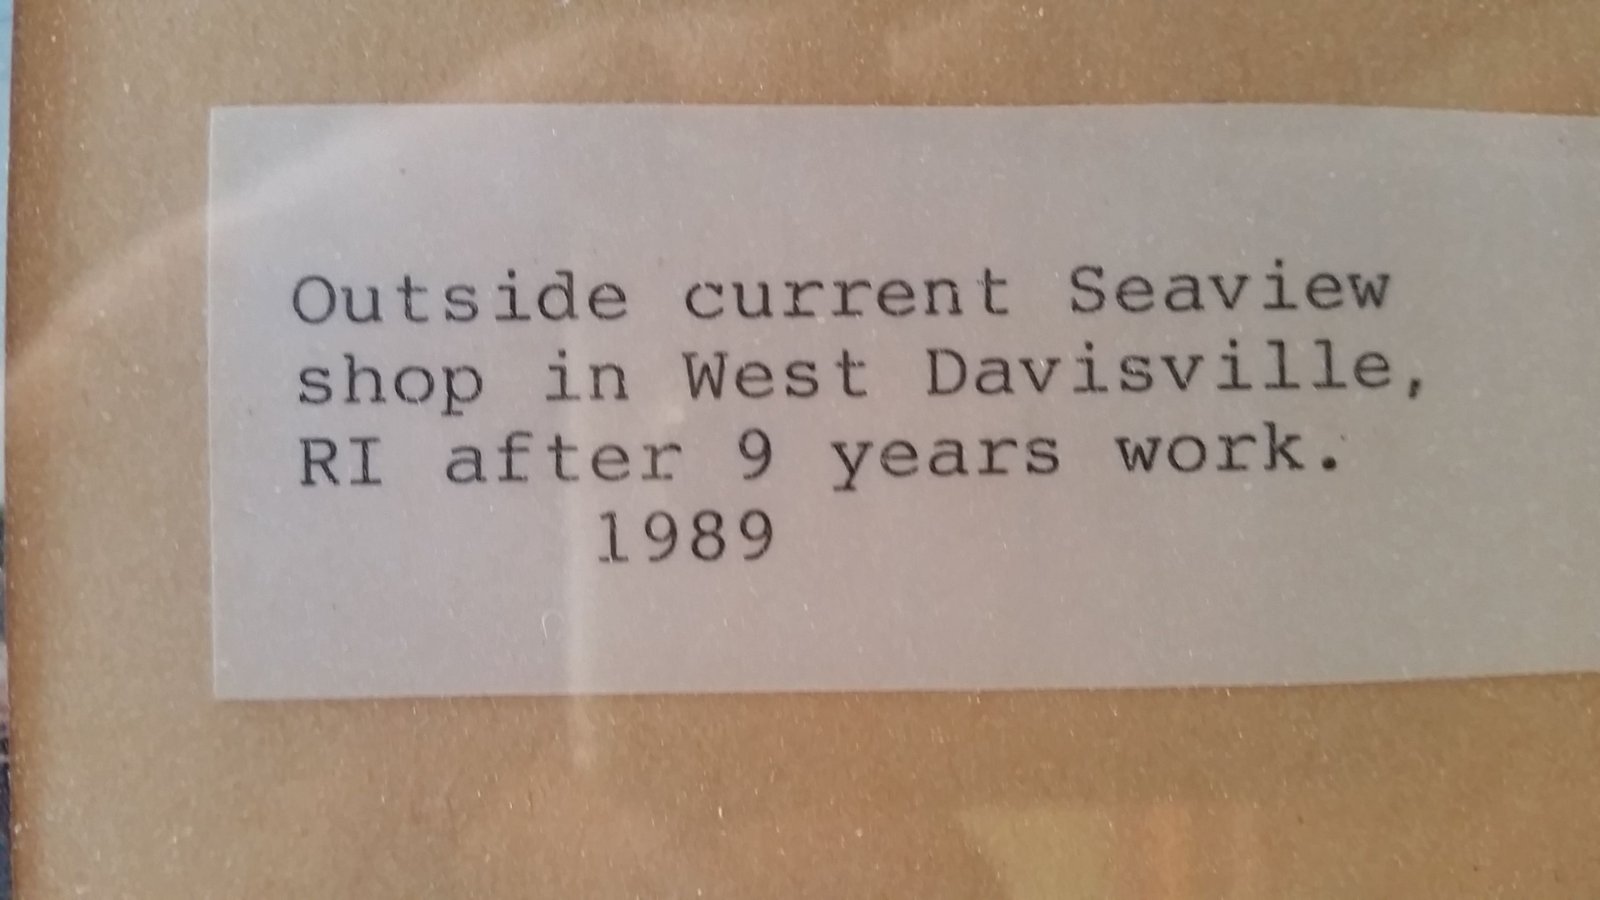 Outside current Seaview
shop in West Davisville,
RI after 9 years work.
1989